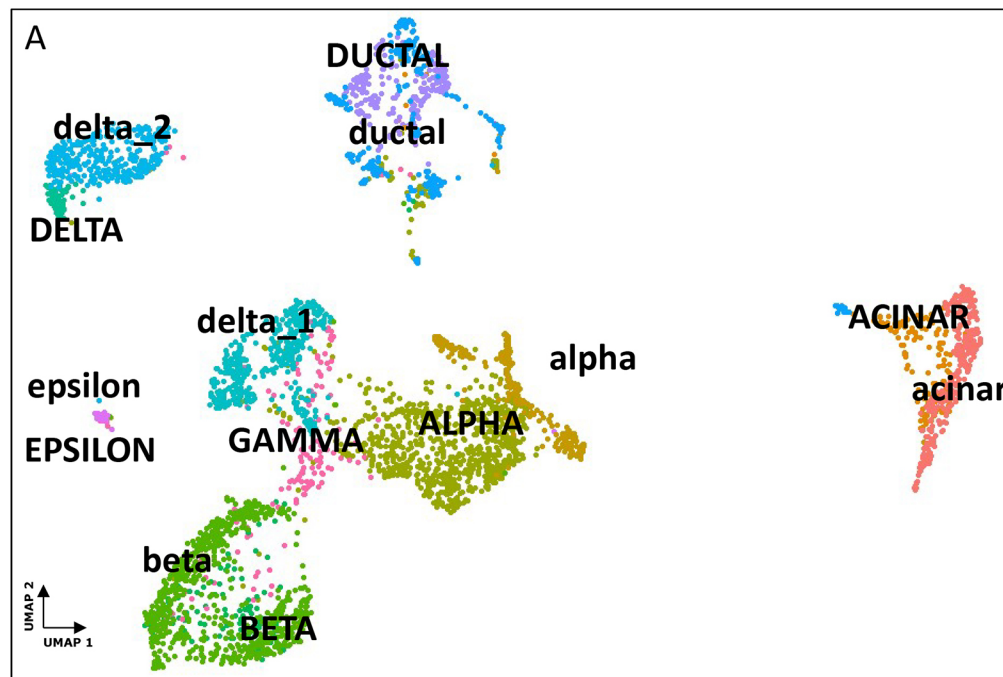 A
DUCTAL
delta_2
ductal
DELTA
delta_1
ACINAR
alpha
epsilon
acinar
ALPHA
GAMMA
EPSILON
beta
BETA
UMAP 2
UMAP 1